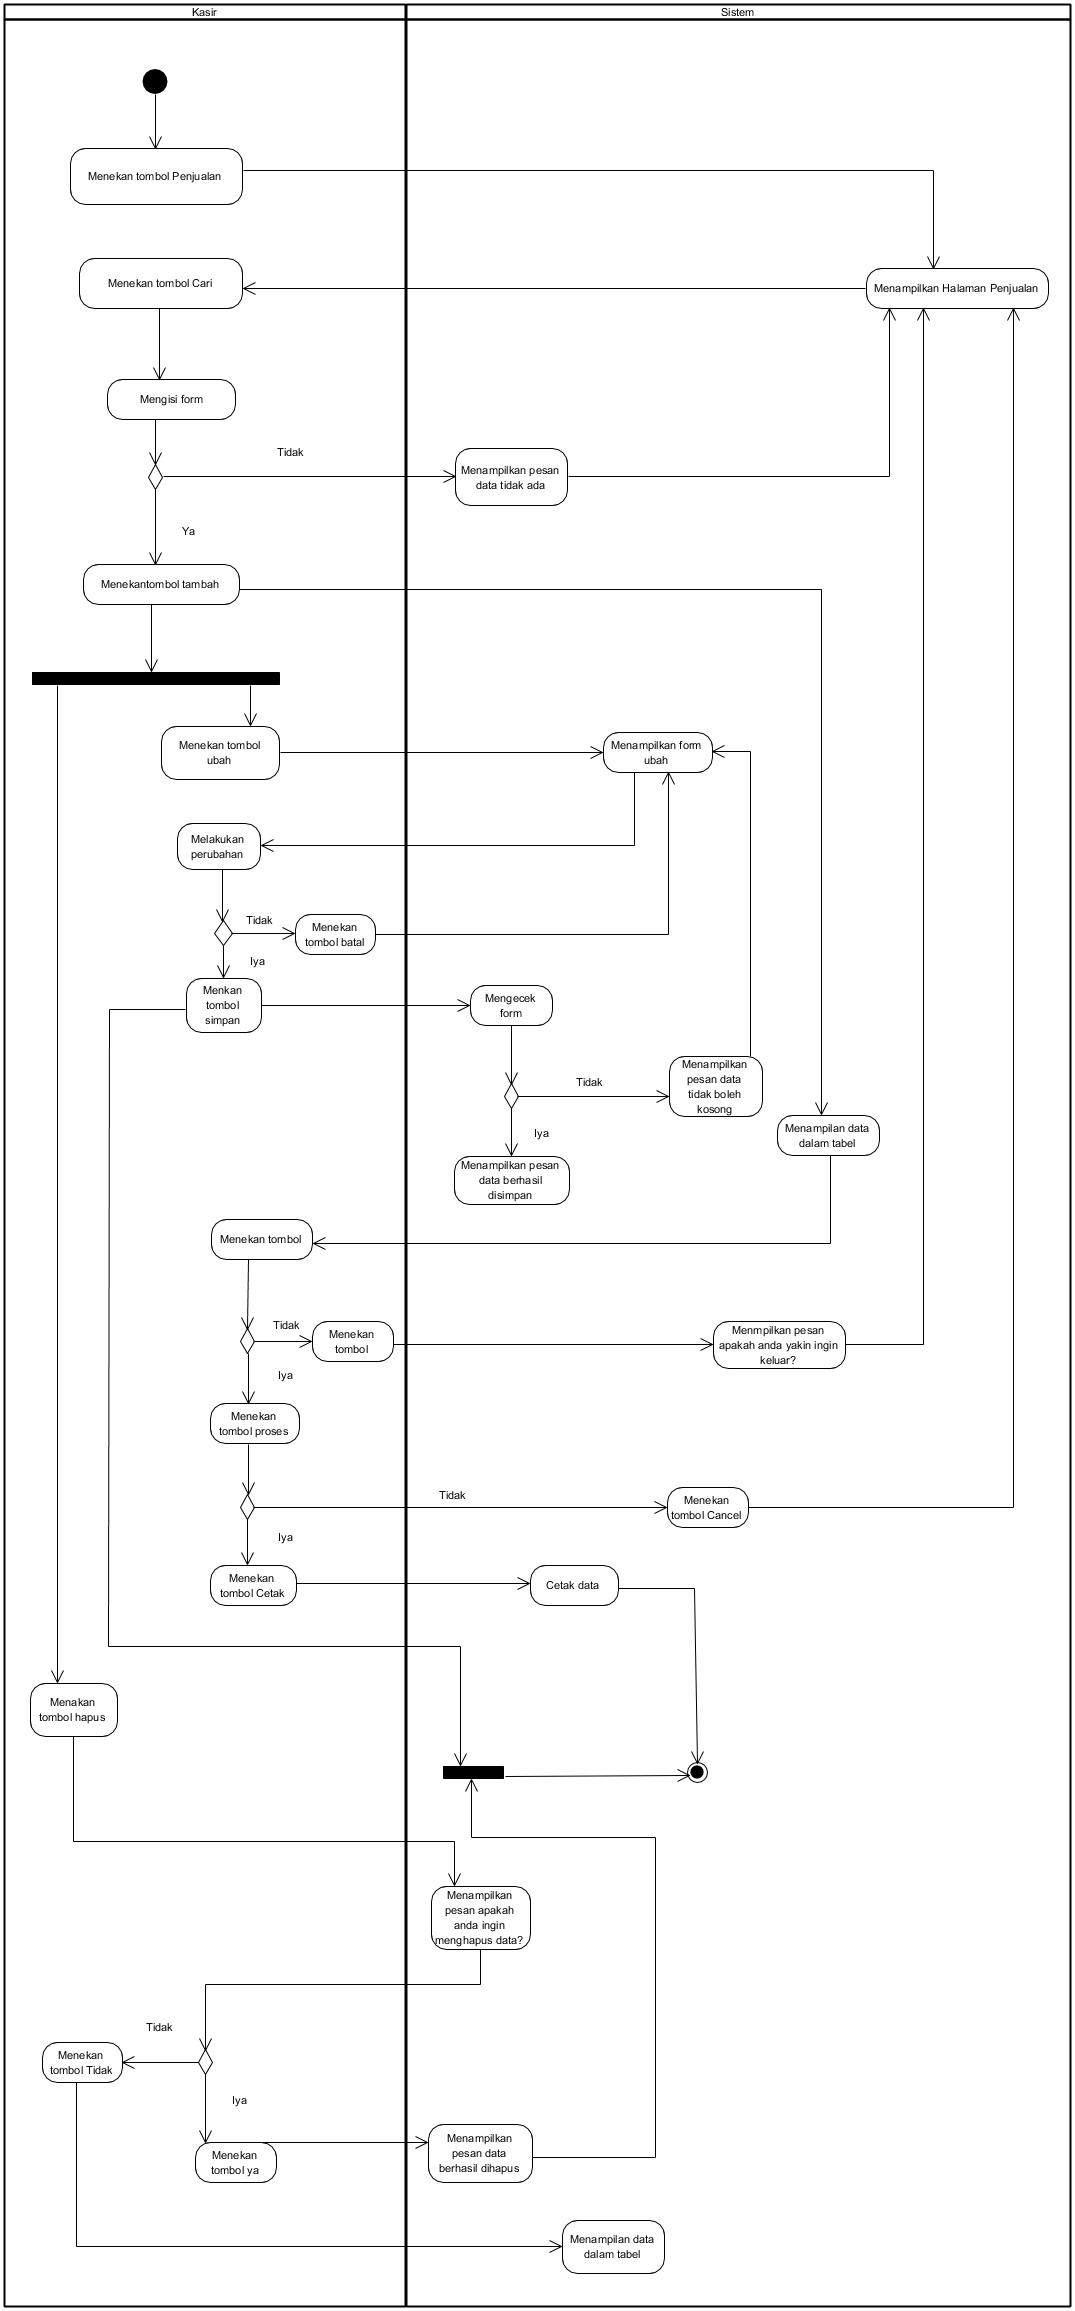 Kasir
Sistem
Menekan tombol Penjualan
Menekan tombol Cari
Menampilkan Halaman Penjualan
Mengisi form
Tidak
Menampilkan pesan
data tidak ada
Ya
Menekantombol tambah
Menekan tombol
ubah
Menampilkan form
ubah
Melakukan
perubahan
Tidak
Menekan
tombol batal
Iya
Menkan
tombol
simpan
Mengecek
form
Tidak
Menampilkan
pesan data
tidak boleh
kosong
Iya
Menampilan data
dalam tabel
Menampilkan pesan
data berhasil
disimpan
Menekan tombol
Tidak
Menekan
tombol
Menmpilkan pesan
apakah anda yakin ingin
keluar?
Iya
Menekan
tombol proses
Tidak
Menekan
tombol Cancel
Iya
Menekan
tombol Cetak
Cetak data
Menakan
tombol hapus
Menampilkan
pesan apakah
anda ingin
menghapus data?
Tidak
Menekan
tombol Tidak
Iya
Menekan
tombol ya
Menampilkan
pesan data
berhasil dihapus
Menampilan data
dalam tabel